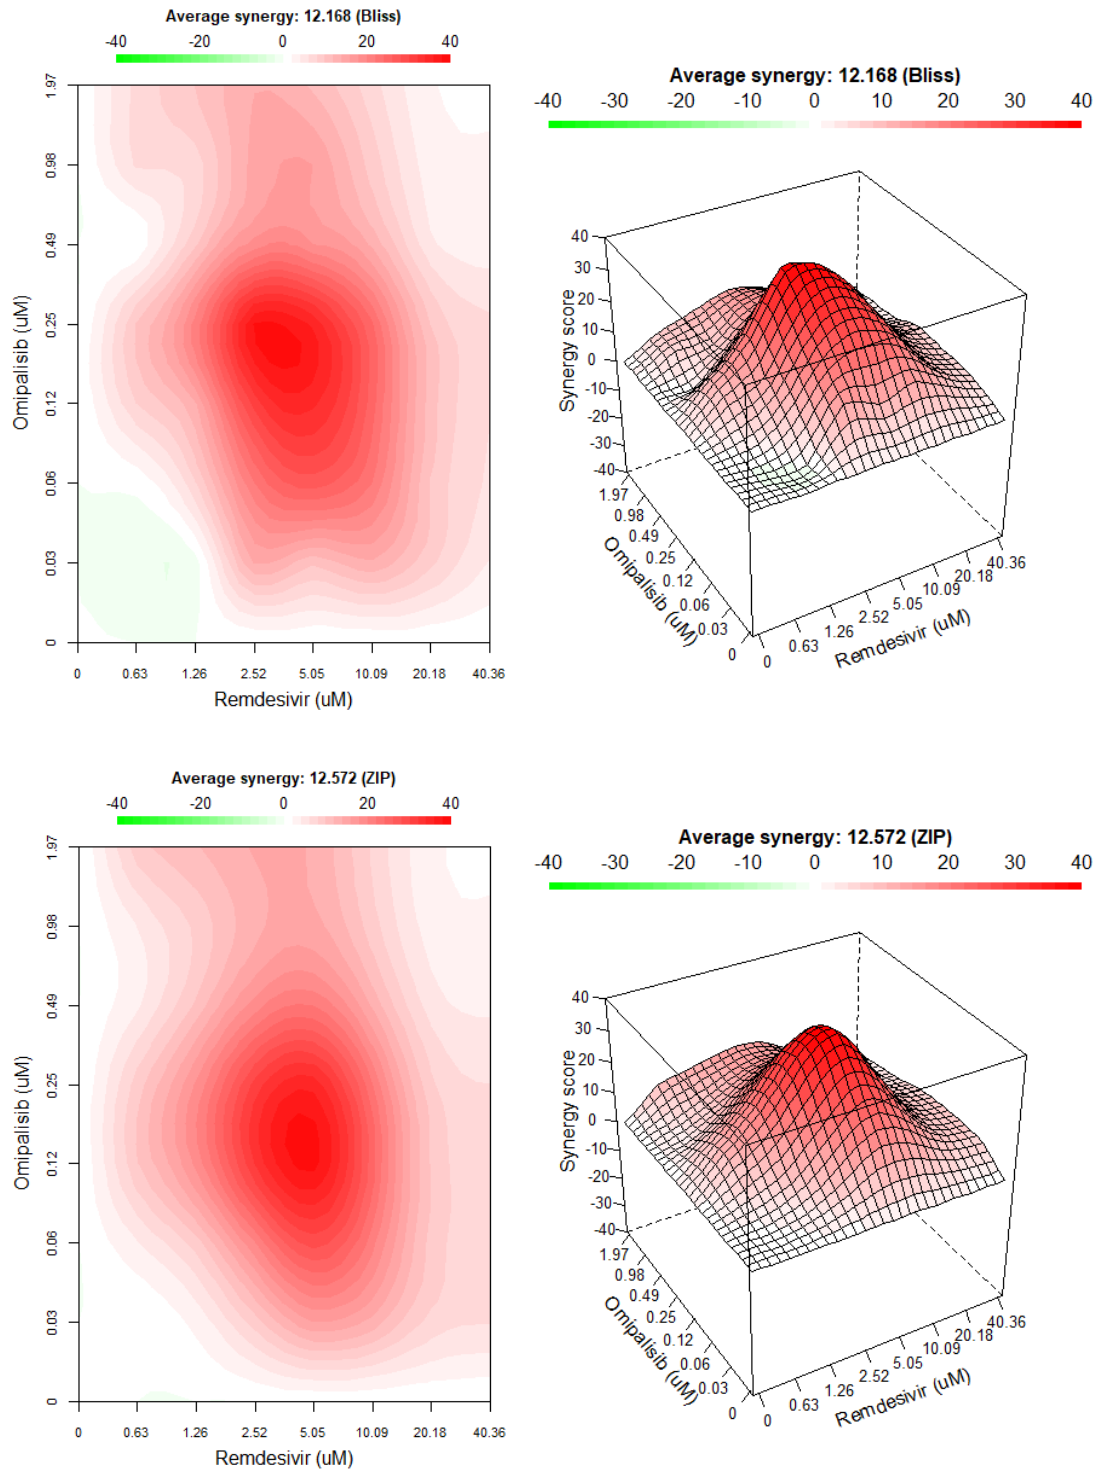 Average synergy: 12.168 (Bliss)
-40 -20 0 20 40
1.97
0.98
0.49
0.25
0.12
0.06
0.03
0
Omipalisib (uM)
0 0.63 1.26 2.52 5.05 10.09 20.18 40.36
Remdesivir (uM)
Average synergy: 12.168 (Bliss)
-40 -30 -20 -10 0 10 20 30 40
40
30
20
10
0
-10
-20
-30
-40
Synergy score
1.97
0.98
0.49
0.25
0.12
0.06
0.03
0
Omipalisib (uM)
0 0.63 1.26 2.52 5.05 10.09 20.18 40.36
Remdesivir (uM)
Average synergy: 12.572 (ZIP)
-40 -20 0 20 40
1.97
0.98
0.49
0.25
0.12
0.06
0.03
0
Omipalisib (uM)
0 0.63 1.26 2.52 5.05 10.09 20.18 40.36
Remdesivir (uM)
Average synergy: 12.572 (ZIP)
-40 -30 -20 -10 0 10 20 30 40
40
30
20
10
0
-10
-20
-30
-40
Synergy score
1.97
0.98
0.49
0.25
0.12
0.06
0.03
0
Omipalisib (uM)
0 0.63 1.26 2.52 5.05 10.09 20.18 40.36
Remdesivir (uM)